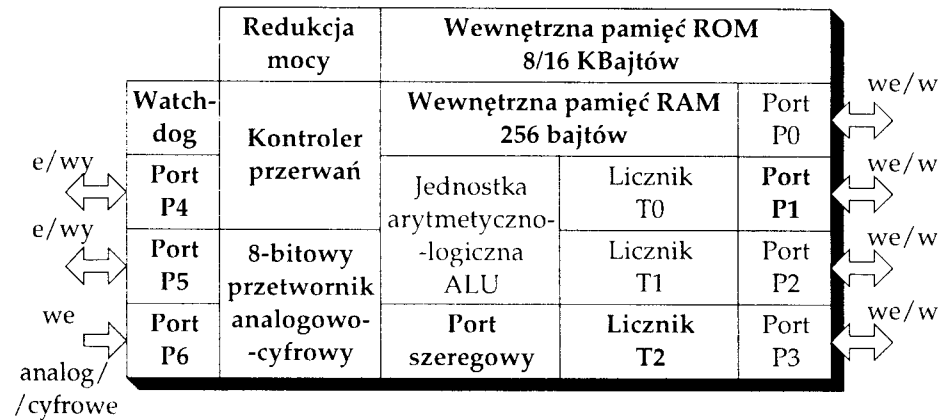 Redukcja
mocy
Wewnętrzna pamięć ROM
8/16 KBajtów
Watch-
dog
Kontroler
przerwań
Wewnętrzna pamięć RAM
256 bajtów
Port
P0
we/w
e/wy
Port
P4
Jednostka
arytmetyczno-
-logiczna
ALU
Licznik
T0
Port
P1
we/w
e/wy
Port
P5
8-bitowy
przetwornik
analogowo-
-cyfrowy
Licznik
T1
Port
P2
we/w
we
analog/
/cyfrowe
Port
P6
Port
szeregowy
Licznik
T2
Port
P3
we/w